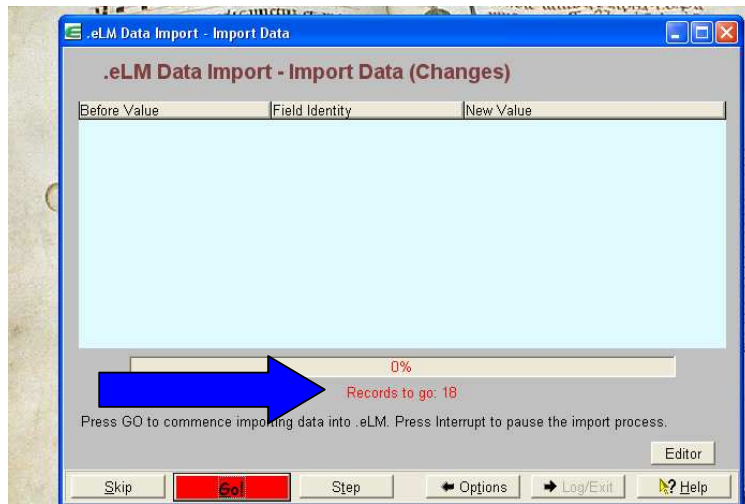 .eLM Data Import - Import Data
.eLM Data Import - Import Data (Changes)
Before Value Field Identity New Value
0%
Records to go: 18
Press GO to commence importing data into .eLM. Press Interrupt to pause the import process.
Editor
Skip Go! Step Options Log/Exit ? Help